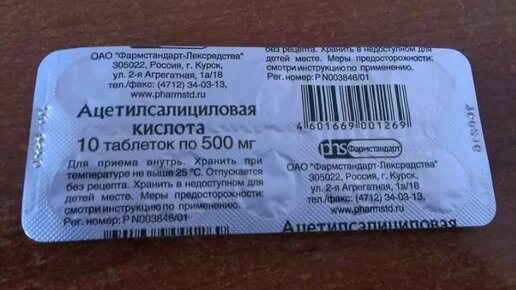 ОАО "Фармстандарт-Лексредства"
305022, Россия, г. Курск,
ул. 2-я Агрегатная, 1а/18
тел./факс: (4712) 34-03-13,
www.pharmstd.ru
Ацетилсалициловая
кислота
10 таблеток по 500 мг
Для приема внутрь. Хранить при
температуре не выше 25 °С. Отпускается
без рецепта. Хранить в недоступном для
детей месте. Меры предосторожности:
смотри инструкцию по применению.
Рег. номер: P N003846/01
без рецепта. Хранить в недоступном для
детей месте. Меры предосторожности:
смотри инструкцию по применению.
Рег. номер: P N003846/01
4601669001269
phs Фармстандарт
ОАО "Фармстандарт-Лексредства"
305022, Россия, г. Курск,
ул. 2-я Агрегатная, 1а/18
тел./факс: (4712) 34-03-13,
www.pharmstd.ru
Ацетилсалициловая